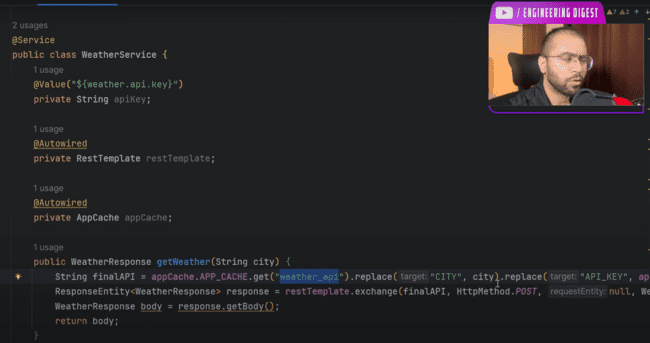 / ENGINEERING DIGEST
7 2
2 usages
@Service
public class WeatherService {
1 usage
@Value("${weather.api.key}")
private String apiKey;
1 usage
@Autowired
private RestTemplate restTemplate;
1 usage
@Autowired
private AppCache appCache;
1 usage
public WeatherResponse getWeather(String city) {
String finalAPI = appCache.APP_CACHE.get("weather_api").replace( target: "CITY", city).replace( target: "API_KEY", ap
ResponseEntity<WeatherResponse> response = restTemplate.exchange(finalAPI, HttpMethod.POST, requestEntity: null, We
WeatherResponse body = response.getBody();
return body;
}